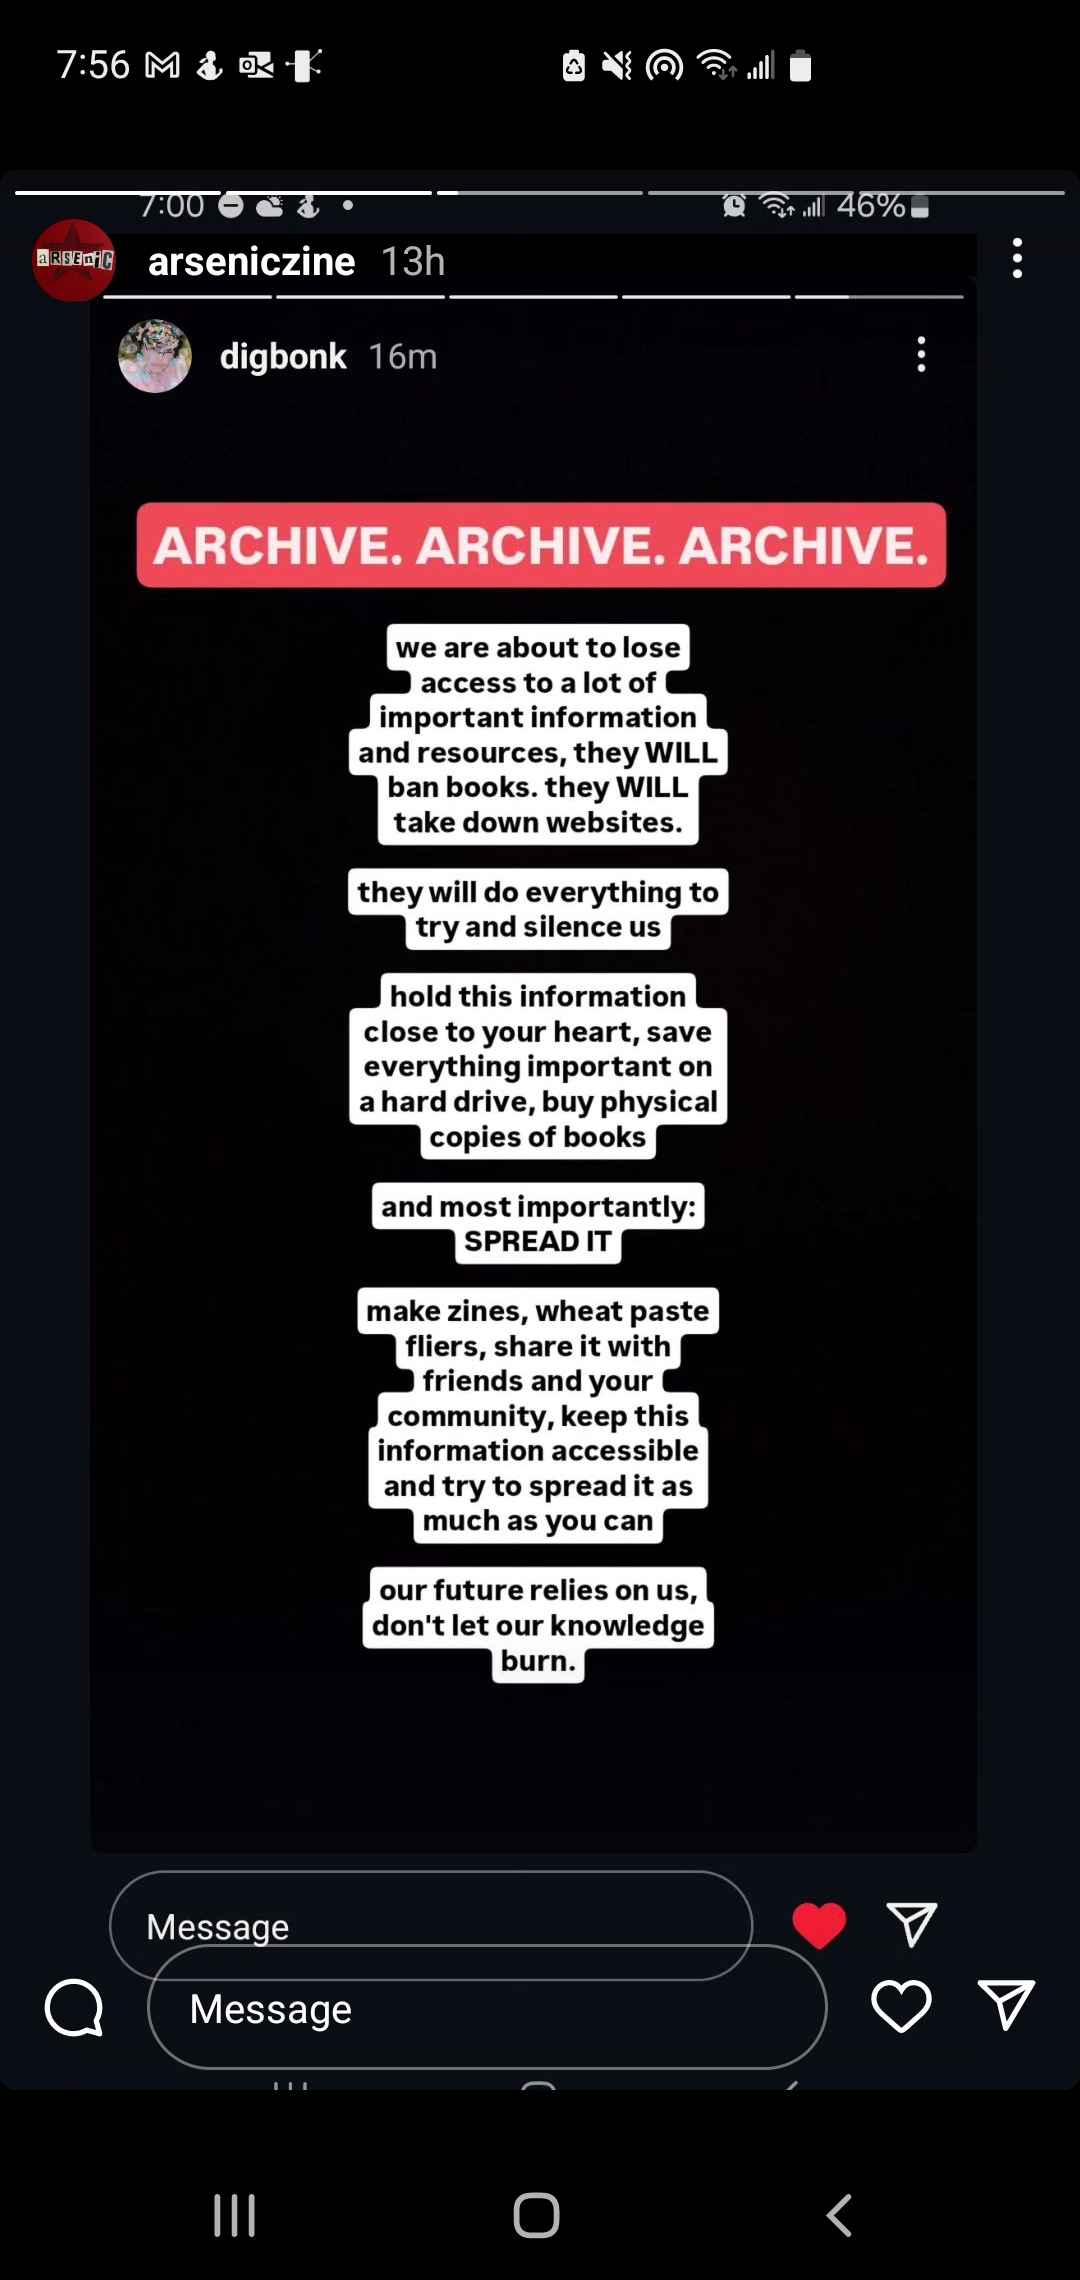 7:56
7:00
46%
aRSEniC
arseniczine 13h
digbonk 16m
ARCHIVE. ARCHIVE. ARCHIVE.
we are about to lose
access to a lot of
important information
and resources, they WILL
ban books. they WILL
take down websites.
they will do everything to
try and silence us
hold this information
close to your heart, save
everything important on
a hard drive, buy physical
copies of books
and most importantly:
SPREAD IT
make zines, wheat paste
fliers, share it with
friends and your
community, keep this
information accessible
and try to spread it as
much as you can
our future relies on us,
don't let our knowledge
burn.
Message
Message